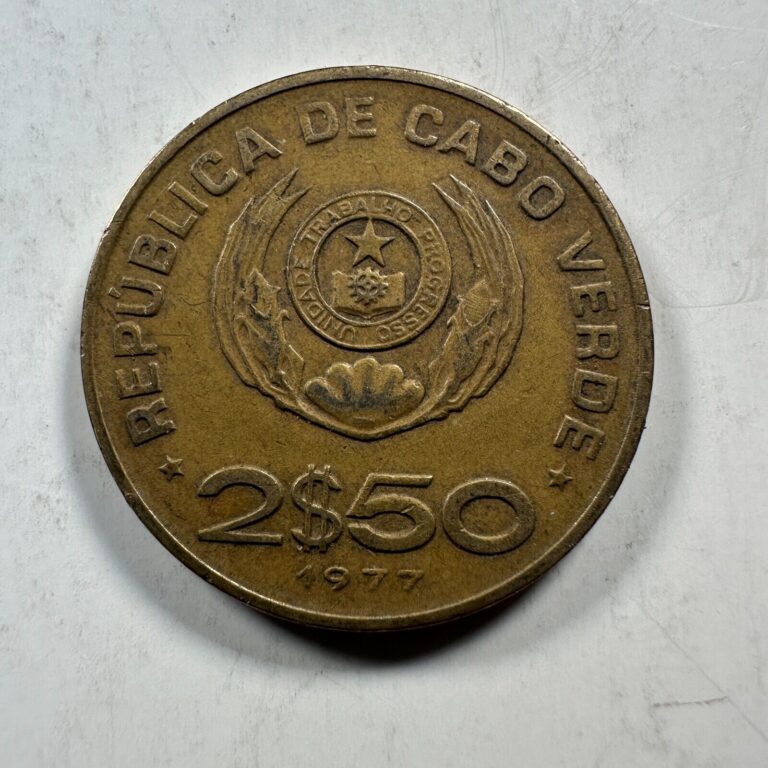 REPÚBLICA DE CABO VERDE
UNIDADE TRABALHO PROGRESSO
2$50
1977